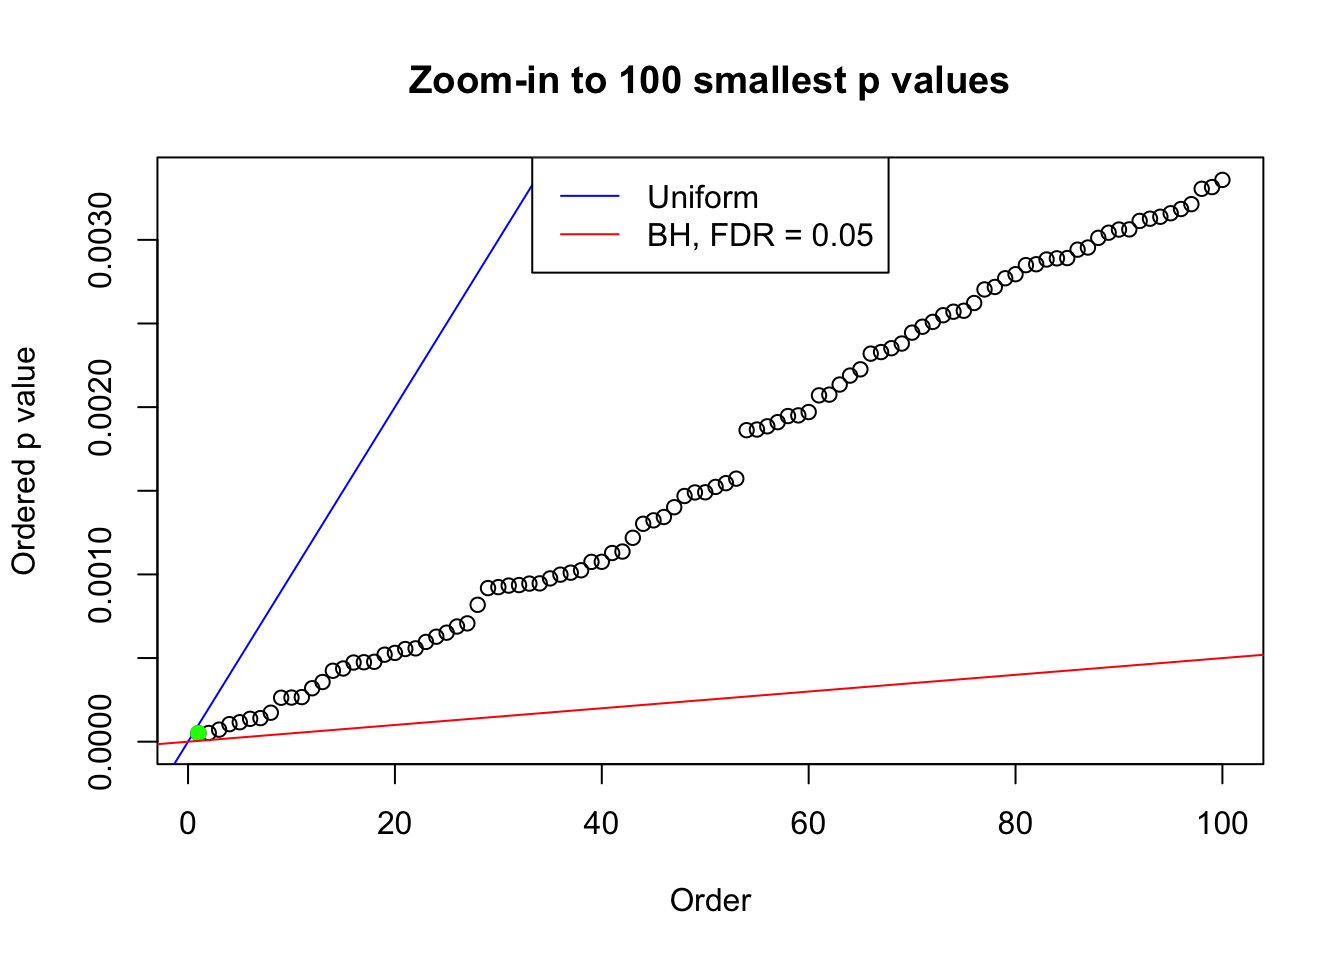 Zoom-in to 100 smallest p values
Uniform
BH, FDR = 0.05
Ordered p value
0.0030
0.0020
0.0010
0.0000
0 20 40 60 80 100
Order